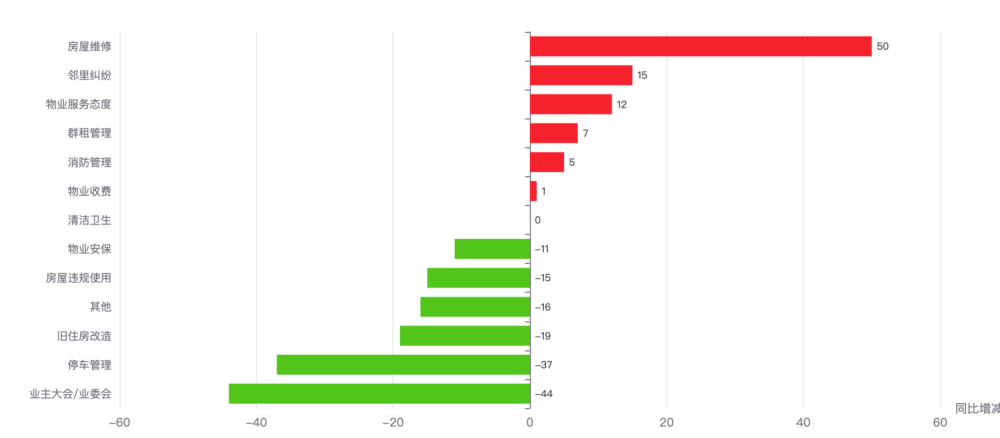 房屋维修 50
邻里纠纷 15
物业服务态度 12
群租管理 7
消防管理 5
物业收费 1
清洁卫生 0
物业安保 -11
房屋违规使用 -15
其他 -16
旧住房改造 -19
停车管理 -37
业主大会/业委会 -44
同比增减
-60 -40 -20 0 20 40 60